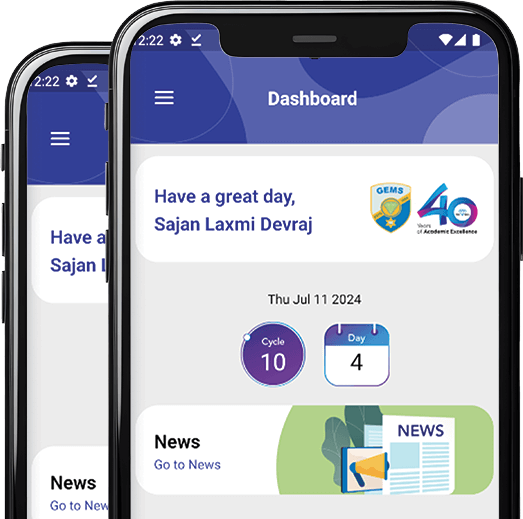 2:22
Dashboard
Have a great day,
Sajan Laxmi Devraj
GEMS
40
Years
of Academic Excellence
Thu Jul 11 2024
Cycle
10
Day
4
News
Go to News
NEWS
2:22
Have a
Sajan
News
Go to New